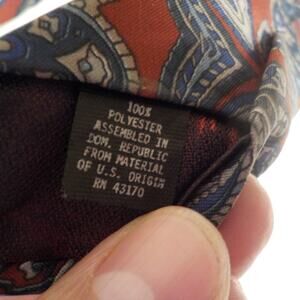 100%
POLYESTER
ASSEMBLED IN
DOM. REPUBLIC
FROM MATERIAL
OF U.S. ORIGIN
RN 43170